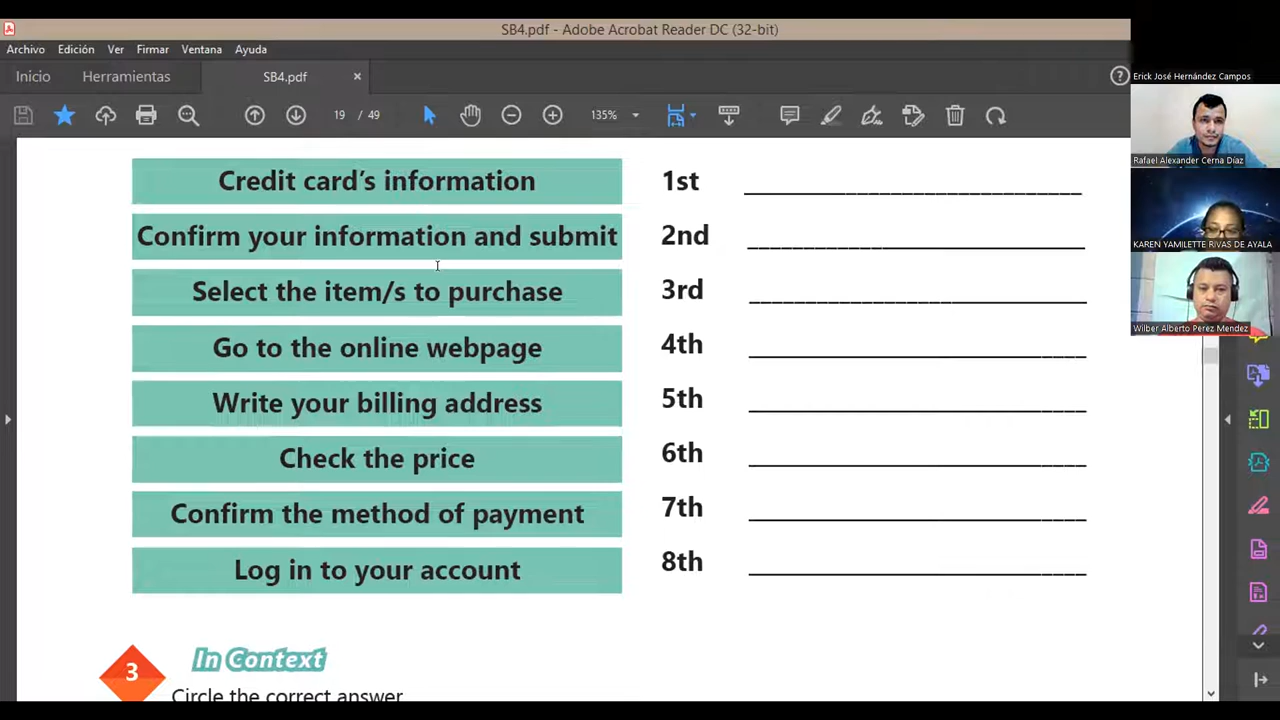 SB4.pdf - Adobe Acrobat Reader DC (32-bit)
Archivo Edición Ver Firmar Ventana Ayuda
Inicio Herramientas SB4.pdf ×
19 / 49 135%
Erick José Hernández Campos
Rafael Alexander Cerna Díaz
KAREN YAMILETTE RIVAS DE AYALA
Wilber Alberto Perez Mendez
Credit card's information 1st
Confirm your information and submit 2nd
Select the item/s to purchase 3rd
Go to the online webpage 4th
Write your billing address 5th
Check the price 6th
Confirm the method of payment 7th
Log in to your account 8th
3 In Context
Circle the correct answer